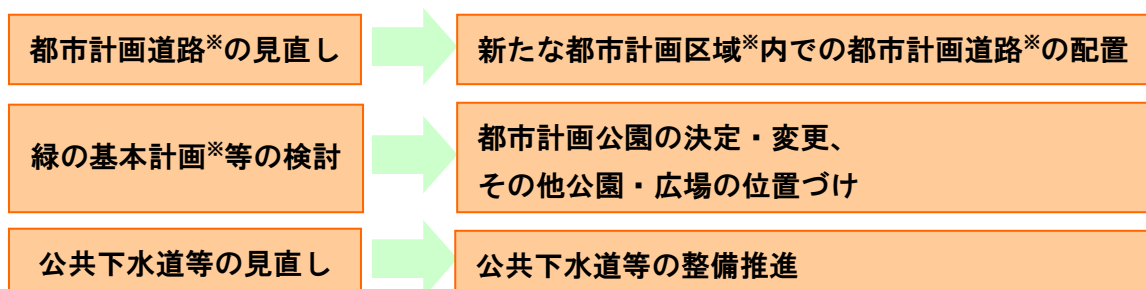 都市計画道路※の見直し
新たな都市計画区域※内での都市計画道路※の配置
緑の基本計画※等の検討
都市計画公園の決定・変更、
その他公園・広場の位置づけ
公共下水道等の見直し
公共下水道等の整備推進